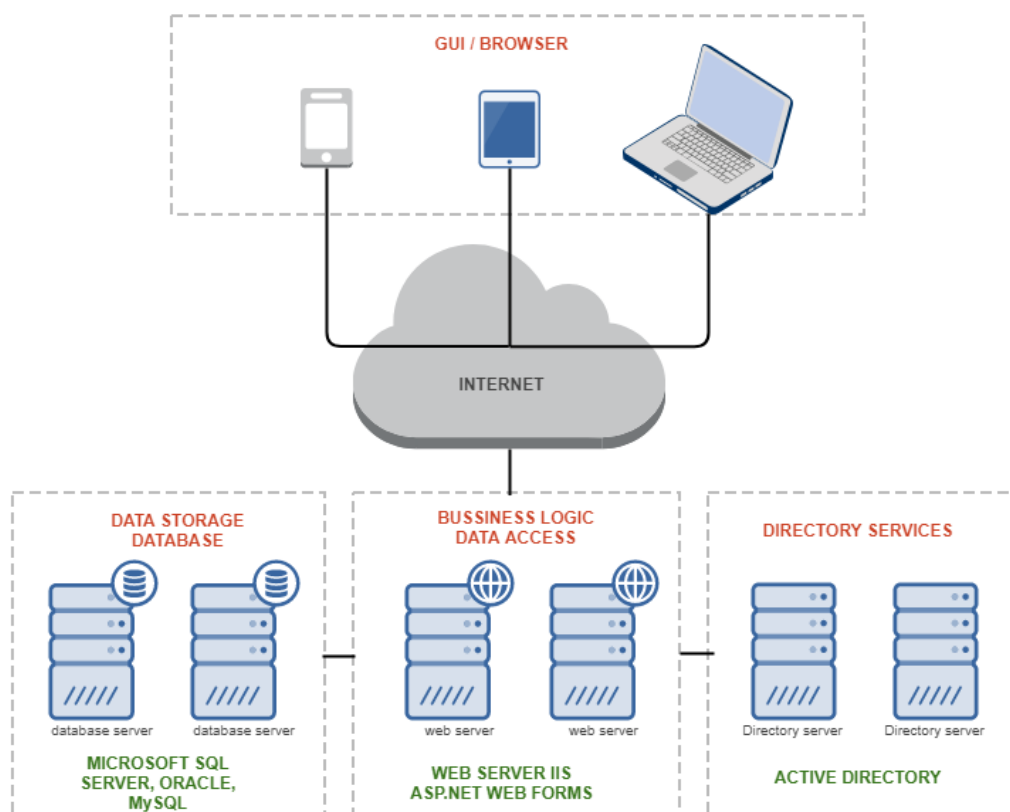 GUI / BROWSER
INTERNET
DATA STORAGE
DATABASE
database server
database server
MICROSOFT SQL
SERVER, ORACLE,
MySQL
BUSSINESS LOGIC
DATA ACCESS
web server
web server
WEB SERVER IIS
ASP.NET WEB FORMS
DIRECTORY SERVICES
Directory server
Directory server
ACTIVE DIRECTORY